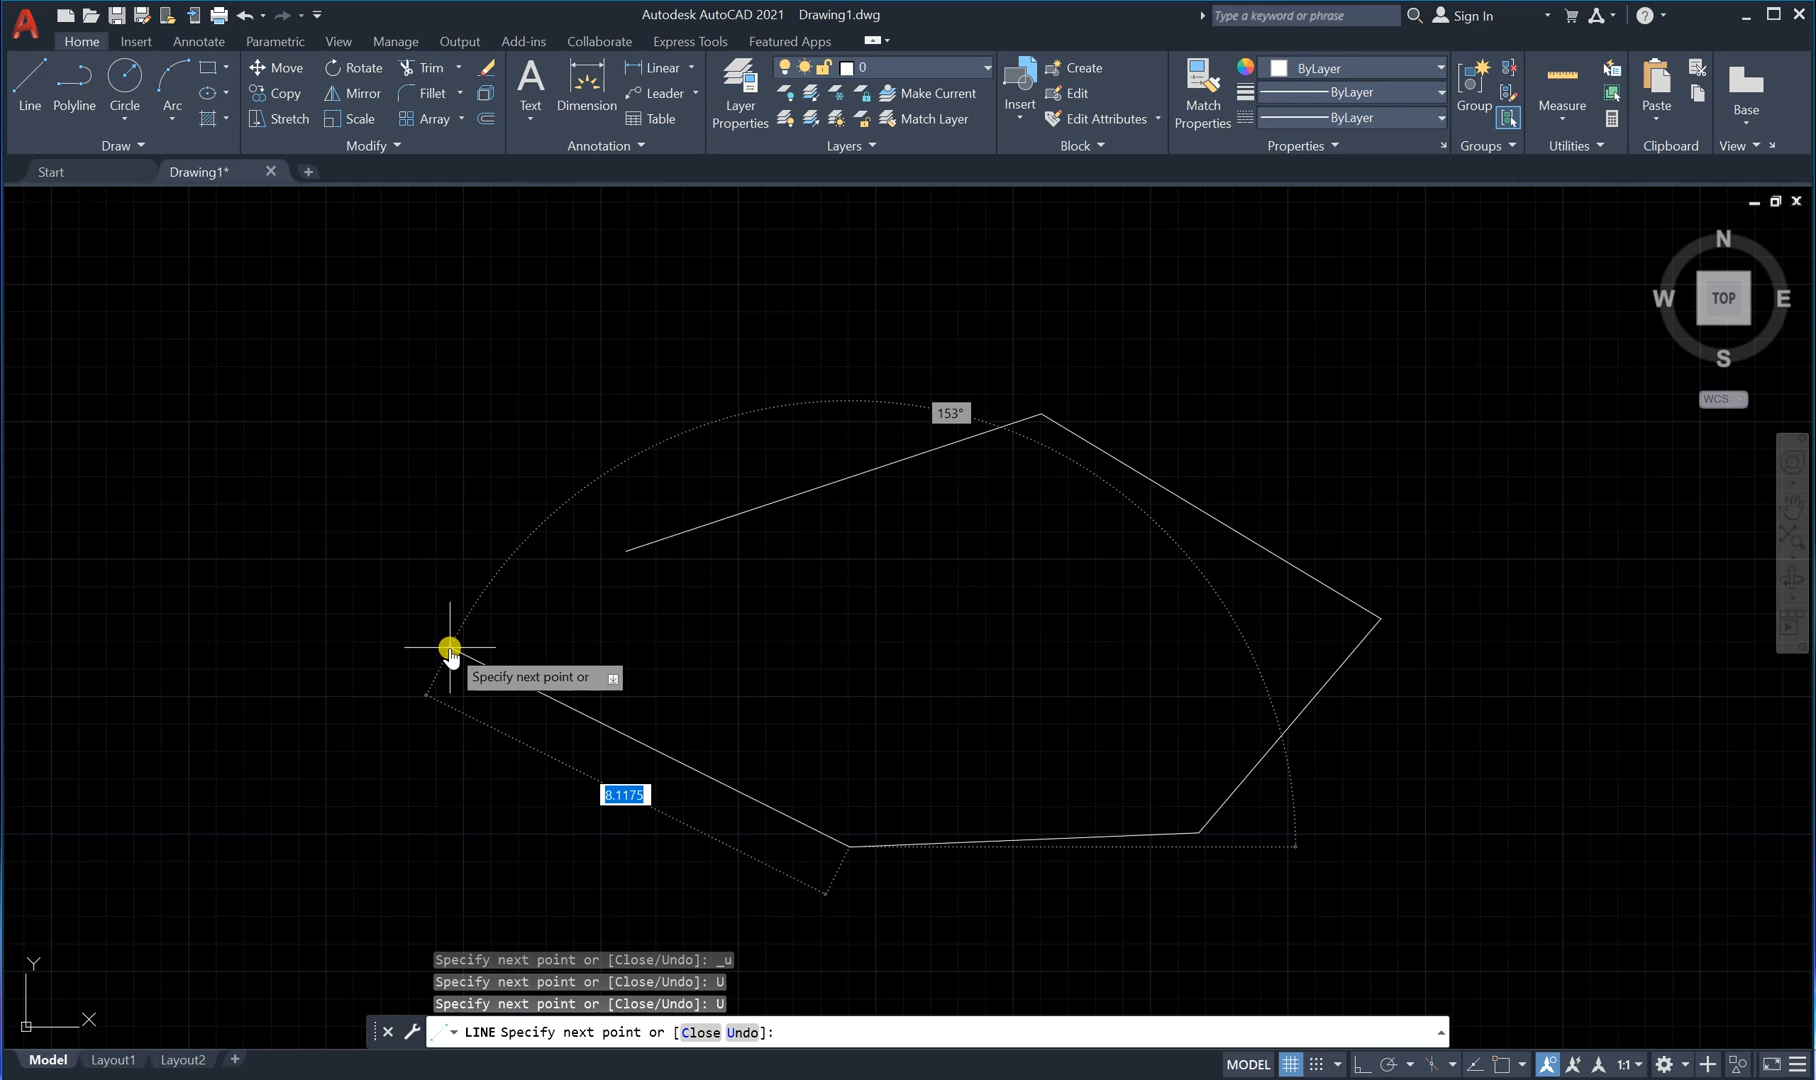 Autodesk AutoCAD 2021 Drawing1.dwg
Type a keyword or phrase
Sign In
Home Insert Annotate Parametric View Manage Output Add-ins Collaborate Express Tools Featured Apps
Line Polyline Circle Arc
Draw
Move Rotate Trim
Copy Mirror Fillet
Stretch Scale Array
Modify
Text Dimension
Linear
Leader
Table
Annotation
Layer
Properties
0
Make Current
Match Layer
Layers
Insert
Create
Edit
Edit Attributes
Block
Match
Properties
ByLayer
ByLayer
ByLayer
Properties
Group
Groups
Measure
Utilities
Paste
Clipboard
Base
View
Start Drawing1*
N
W TOP E
S
WCS
153°
Specify next point or
8.1175
Y
X
Specify next point or [Close/Undo]: _u
Specify next point or [Close/Undo]: U
Specify next point or [Close/Undo]: U
LINE Specify next point or [Close Undo]:
Model Layout1 Layout2 +
MODEL 1:1